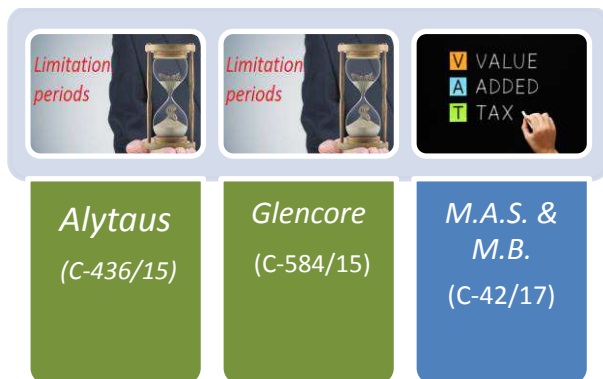 Limitation
periods
Limitation
periods
V VALUE
A ADDED
T TAX
Alytaus
(C-436/15)
Glencore
(C-584/15)
M.A.S. &
M.B.
(C-42/17)